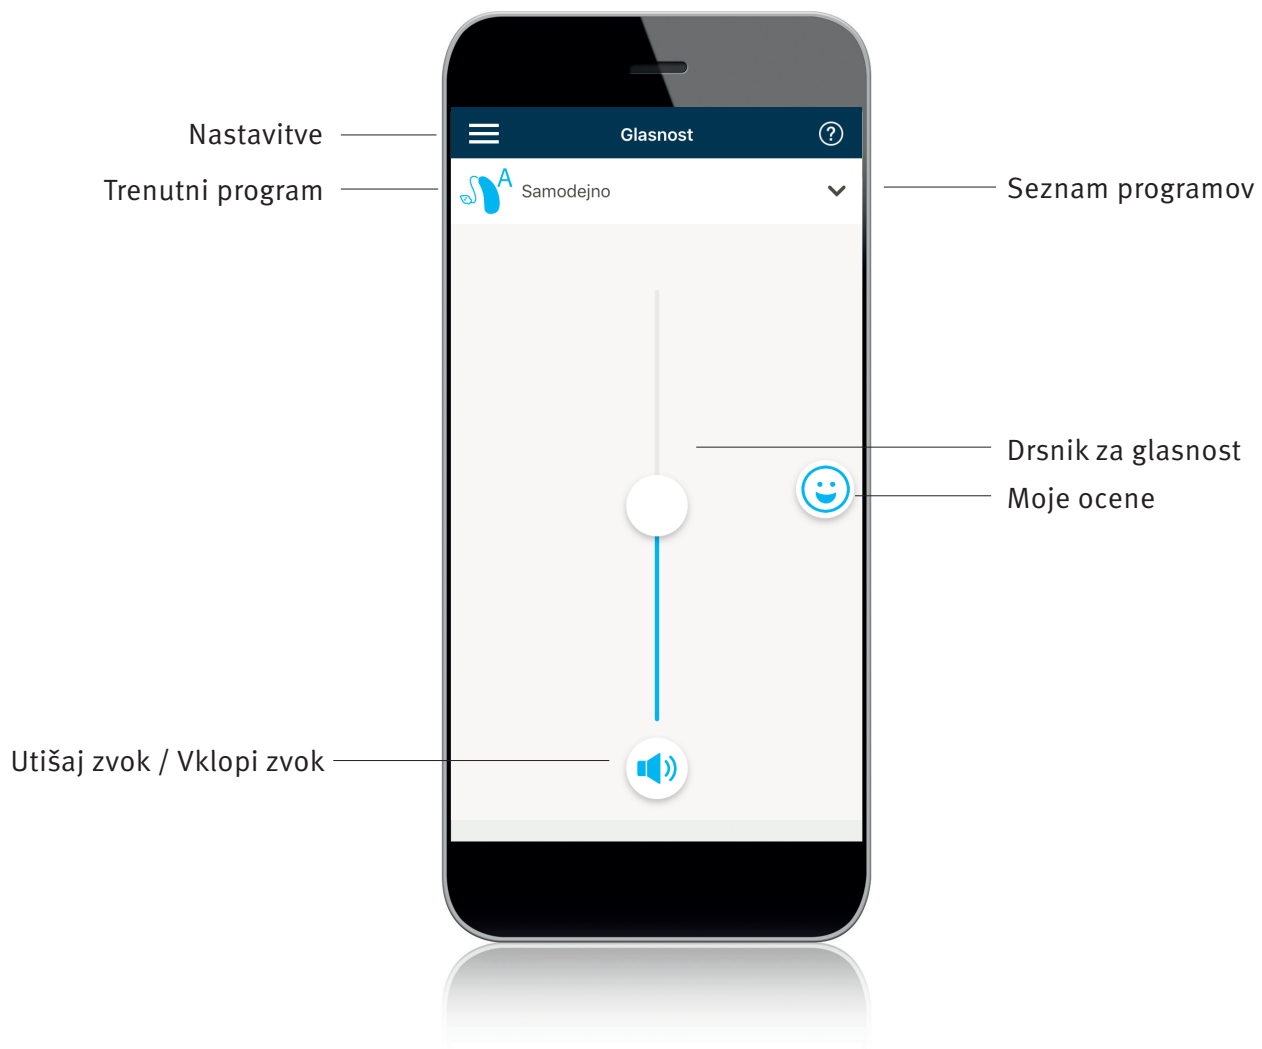 Nastavitve
Glasnost
?
Trenutni program
A
Samodejno
Seznam programov
Drsnik za glasnost
Moje ocene
Utišaj zvok / Vklopi zvok